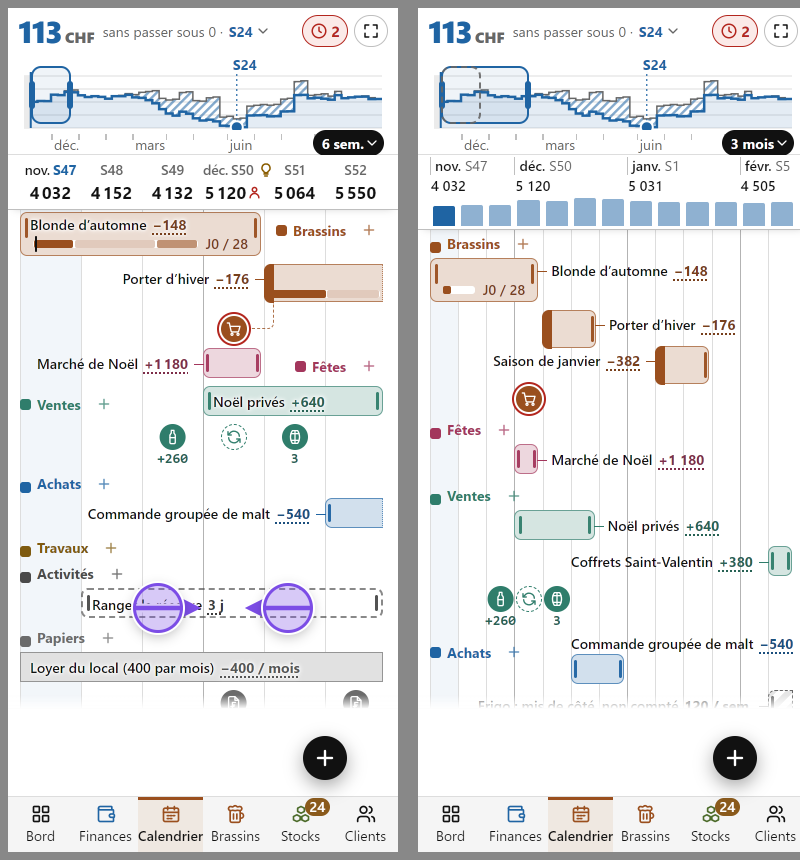 113 CHF sans passer sous 0 · S24
2
S24
déc. mars juin
6 sem.
nov. S47 S48 S49 déc. S50 S51 S52
4 032 4 152 4 132 5 120 5 064 5 550
Blonde d'automne −148
J0 / 28
Brassins +
Porter d'hiver −176
Marché de Noël +1 180
Fêtes +
Ventes +
Noël privés +640
+260 3
Achats +
Commande groupée de malt −540
Travaux +
Activités +
3 j
Papiers +
Loyer du local (400 par mois) −400 / mois
+
24
Bord Finances Calendrier Brassins Stocks Clients
113 CHF sans passer sous 0 · S24
2
S24
déc. mars juin
3 mois
nov. S47 déc. S50 janv. S1 févr. S5
4 032 5 120 5 031 4 505
Brassins +
Blonde d'automne −148
J0 / 28
Porter d'hiver −176
Saison de janvier −382
Fêtes +
Marché de Noël +1 180
Ventes +
Noël privés +640
Coffrets Saint-Valentin +380
+260 3
Commande groupée de malt −540
Achats +
Frigo : mis de côté, non compté 120 / sem.
+
24
Bord Finances Calendrier Brassins Stocks Clients